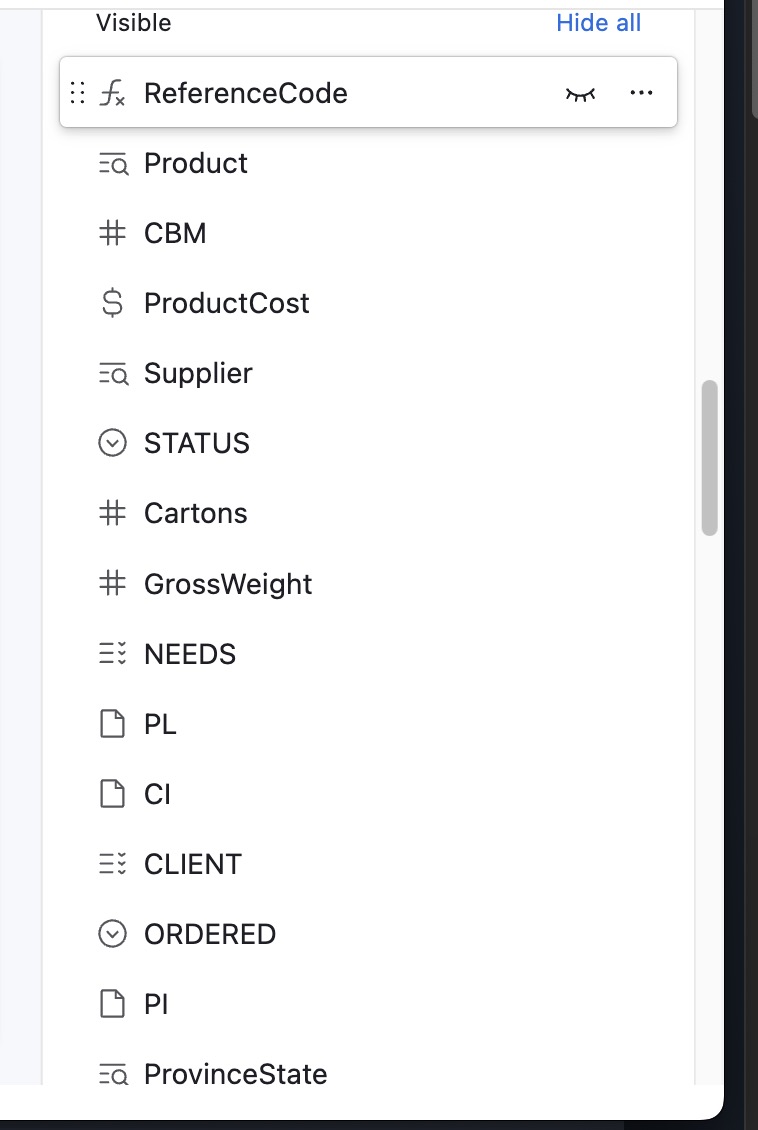 Visible Hide all
ReferenceCode
Product
CBM
ProductCost
Supplier
STATUS
Cartons
GrossWeight
NEEDS
PL
CI
CLIENT
ORDERED
PI
ProvinceState